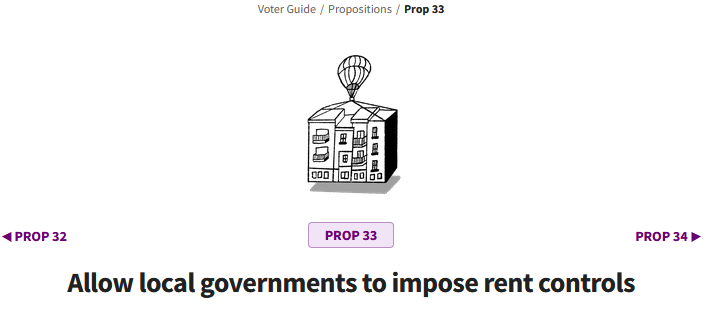 Voter Guide / Propositions / Prop 33
◀ PROP 32
PROP 33
PROP 34 ▶
Allow local governments to impose rent controls